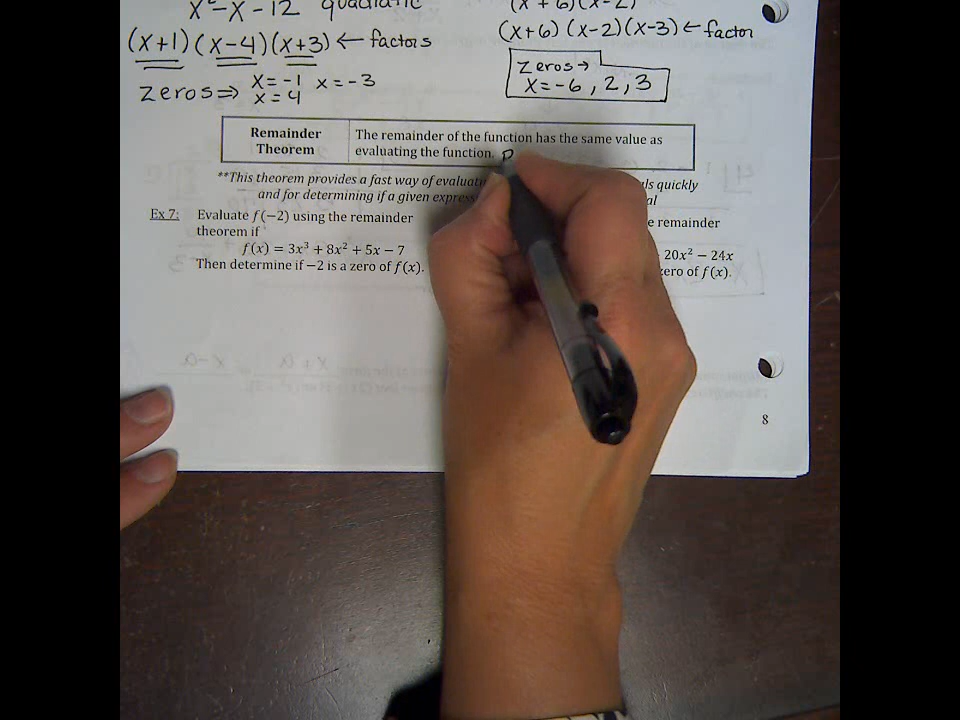 x² - x - 12 quadratic
(x + 6)(x - 2)
(x+1)(x-4)(x+3) ← factors
(x+6)(x-2)(x-3) ← factor
zeros ⇒ x = -1 x = -3
x = 4
zeros →
x = -6, 2, 3
Remainder Theorem
The remainder of the function has the same value as
evaluating the function.
**This theorem provides a fast way of
quickly
and for determining if a given
Ex 7: Evaluate f(−2) using the remainder
theorem if
f(x) = 3x³ + 8x² + 5x − 7
Then determine if −2 is a zero of f(x).
remainder
20x² − 24x
of f(x).
8